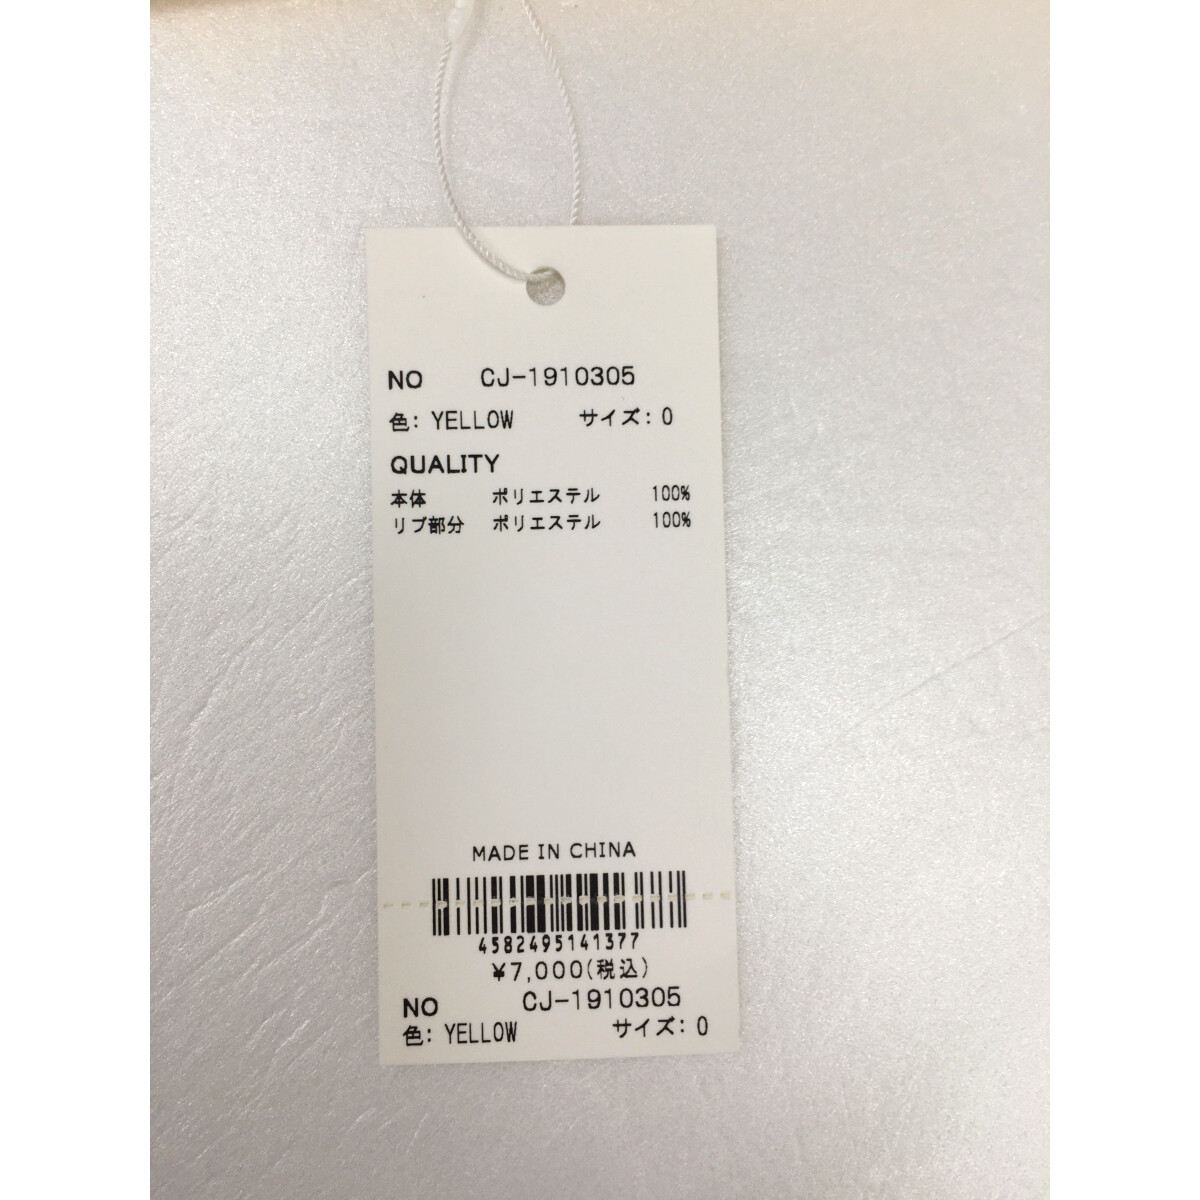 NO CJ-1910305
色: YELLOW サイズ: 0
QUALITY
本体 ポリエステル 100%
リブ部分 ポリエステル 100%
MADE IN CHINA
4582495141377
¥7,000(税込)
NO CJ-1910305
色: YELLOW サイズ: 0